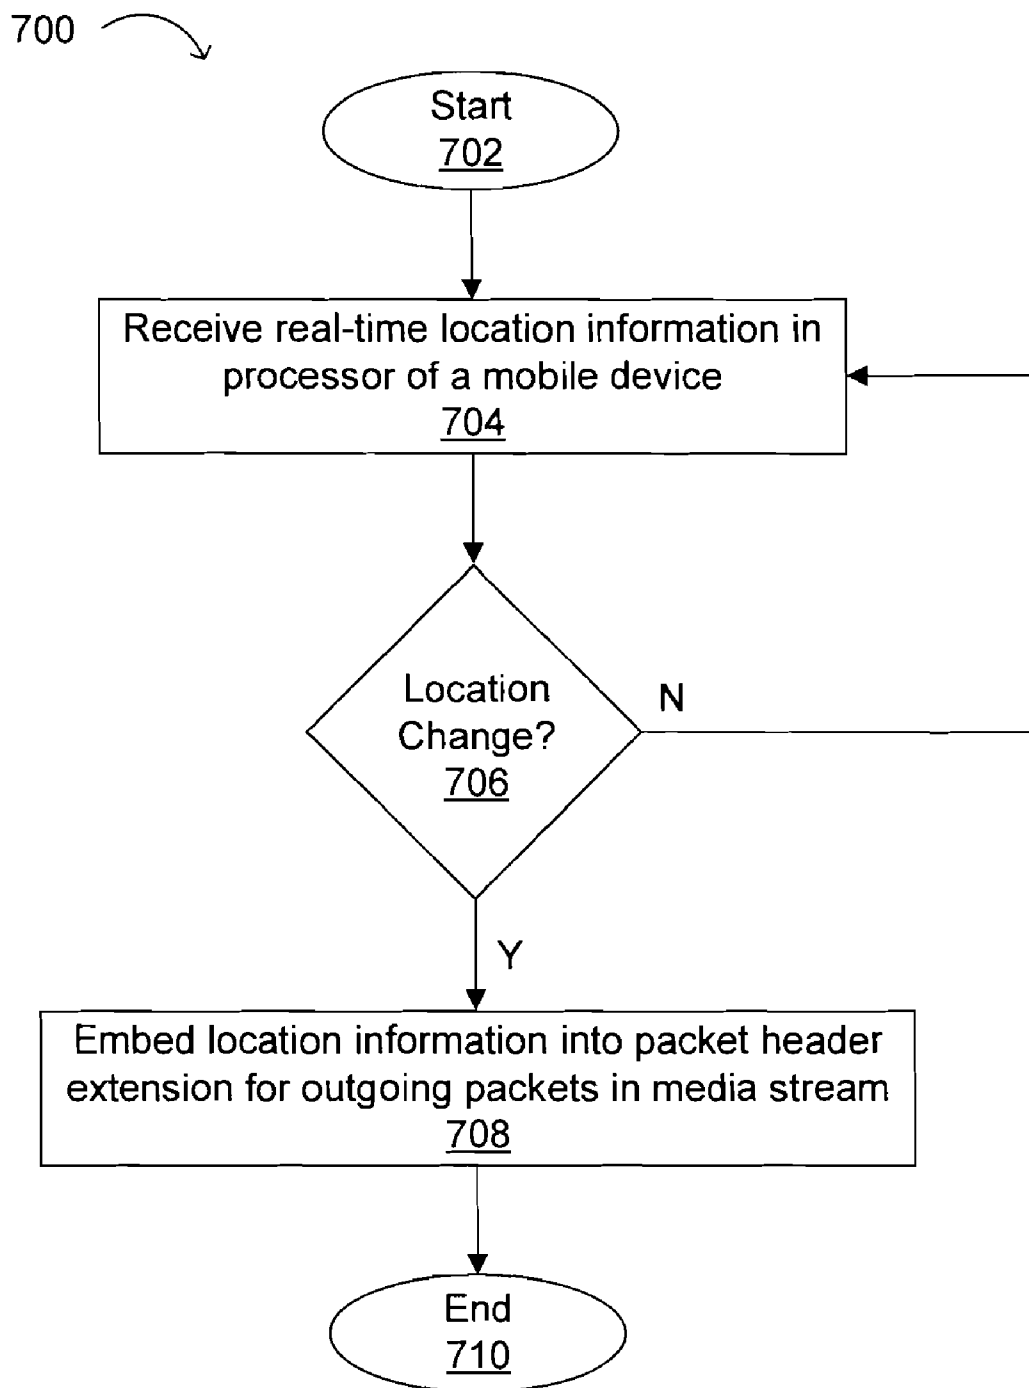 700
Start
702
Receive real-time location information in
processor of a mobile device
704
Location
Change?
706
N
Y
Embed location information into packet header
extension for outgoing packets in media stream
708
End
710